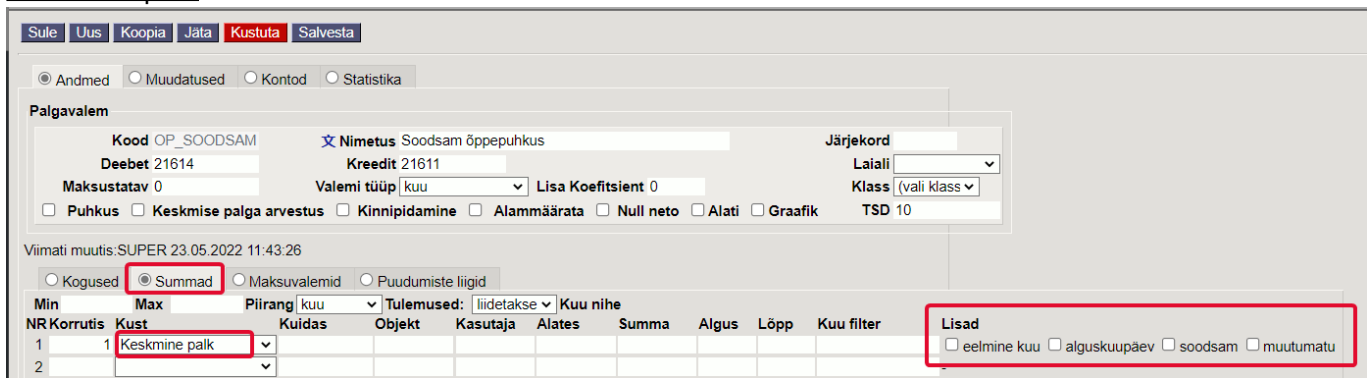 Sule Uus Koopia Jäta Kustuta Salvesta
Andmed Muudatused Kontod Statistika
Palgavalem
Kood OP_SOODSAM 文 Nimetus Soodsam õppepuhkus Järjekord
Deebet 21614 Kreedit 21611 Laiali
Maksustatav 0 Valemi tüüp kuu Lisa Koefitsient 0 Klass (vali klass
Puhkus Keskmise palga arvestus Kinnipidamine Alammäärata Null neto Alati Graafik TSD 10
Viimati muutis:SUPER 23.05.2022 11:43:26
Kogused Summad Maksuvalemid Puudumiste liigid
Min Max Piirang kuu Tulemused: liidetakse Kuu nihe
NR Korrutis Kust Kuidas Objekt Kasutaja Alates Summa Algus Lõpp Kuu filter Lisad
1 1 Keskmine palk eelmine kuu alguskuupäev soodsam muutumatu
2 -